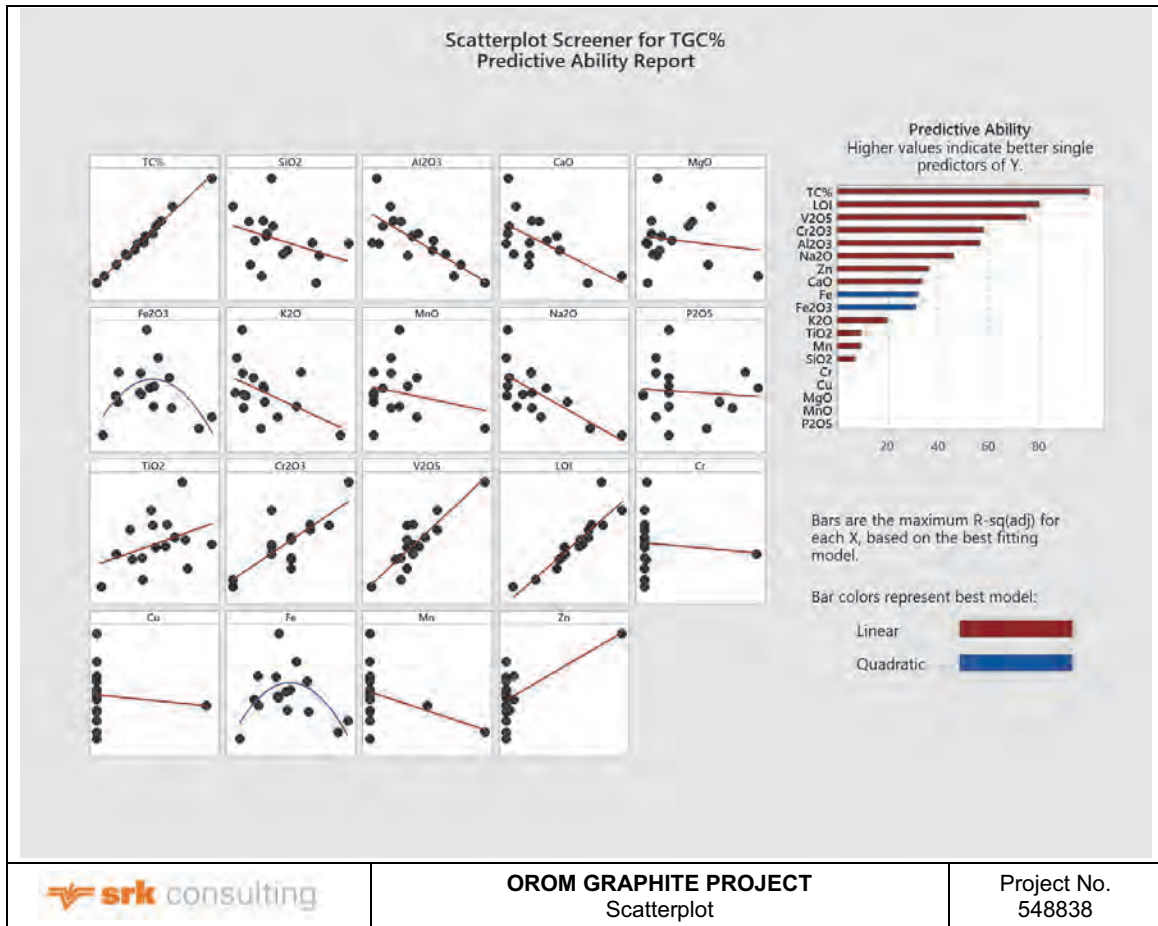 Scatterplot Screener for TGC%
Predictive Ability Report
TC%
SiO2
Al2O3
CaO
MgO
Fe2O3
K2O
MnO
Na2O
P2O5
TiO2
Cr2O3
V2O5
LOI
Cr
Cu
Fe
Mn
Zn
Predictive Ability
Higher values indicate better single
predictors of Y.
TC%
LOI
V2O5
Cr2O3
Al2O3
Na2O
Zn
CaO
Fe
Fe2O3
K2O
TiO2
Mn
SiO2
Cr
Cu
MgO
MnO
P2O5
20 40 60 80
Bars are the maximum R-sq(adj) for
each X, based on the best fitting
model.
Bar colors represent best model:
Linear
Quadratic
srk consulting
OROM GRAPHITE PROJECT
Scatterplot
Project No.
548838